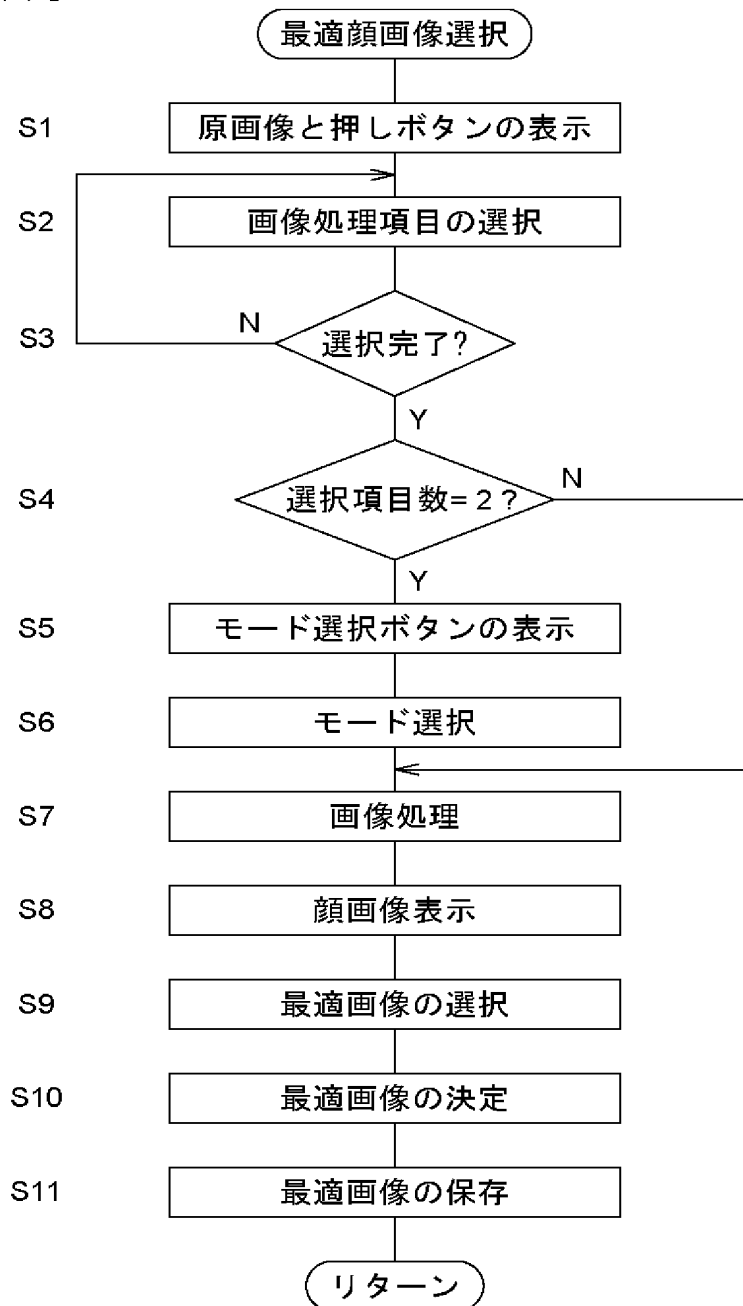 最適顔画像選択
S1 原画像と押しボタンの表示
S2 画像処理項目の選択
N
S3 選択完了?
Y
N
S4 選択項目数=2?
Y
S5 モード選択ボタンの表示
S6 モード選択
S7 画像処理
S8 顔画像表示
S9 最適画像の選択
S10 最適画像の決定
S11 最適画像の保存
リターン